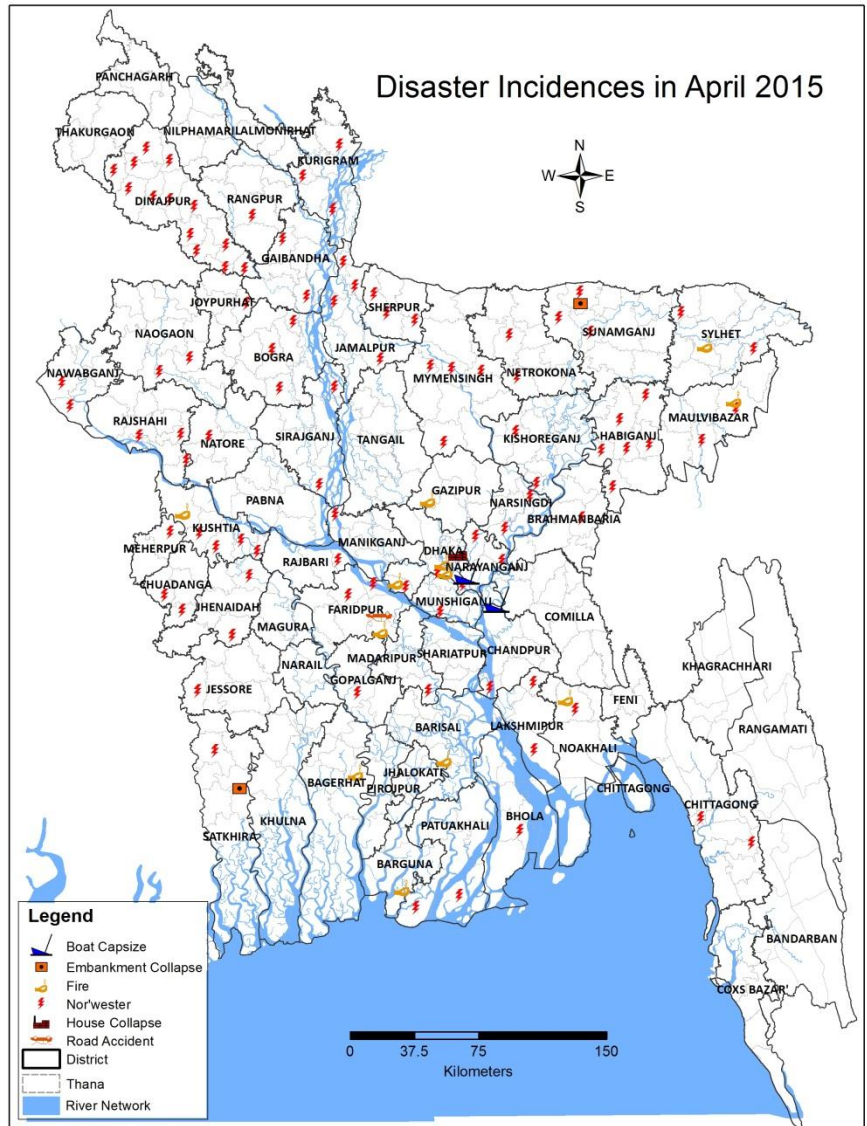 Disaster Incidences in April 2015
N
W E
S
PANCHAGARH
THAKURGAON
NILPHAMARI
LALMONIRHAT
KURIGRAM
DINAJPUR
RANGPUR
GAIBANDHA
JOYPURHAT
SHERPUR
SUNAMGANJ
SYLHET
NAOGAON
BOGRA
JAMALPUR
NETROKONA
MYMENSINGH
NAWABGANJ
MAULVIBAZAR
RAJSHAHI
NATORE
SIRAJGANJ
TANGAIL
KISHOREGANJ
HABIGANJ
PABNA
GAZIPUR
NARSINGDI
BRAHMANBARIA
KUSHTIA
MEHERPUR
MANIKGANJ
DHAKA
RAJBARI
NARAYANGANJ
CHUADANGA
JHENAIDAH
FARIDPUR
MUNSHIGANJ
COMILLA
MAGURA
SHARIATPUR
CHANDPUR
MADARIPUR
NARAIL
KHAGRACHHARI
GOPALGANJ
JESSORE
FENI
RANGAMATI
BARISAL
LAKSHMIPUR
NOAKHALI
JHALOKATI
BAGERHAT
PIROJPUR
CHITTAGONG
CHITTAGONG
KHULNA
SATKHIRA
PATUAKHALI
BHOLA
BARGUNA
BANDARBAN
COXS BAZAR'
Legend
Boat Capsize
Embankment Collapse
Fire
Nor'wester
House Collapse
Road Accident
District
Thana
River Network
0 37.5 75 150
Kilometers